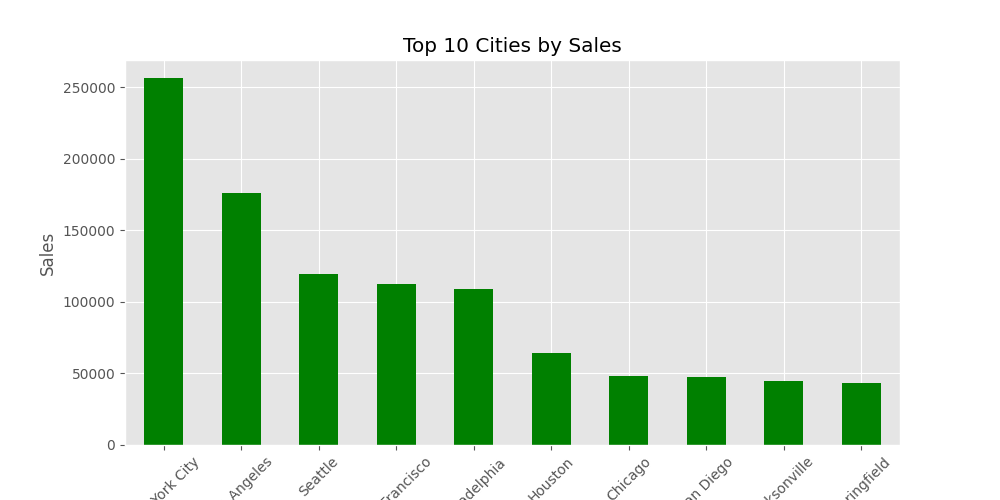 Top 10 Cities by Sales
250000
200000
150000
100000
50000
0
Sales
York City
Angeles
Seattle
Francisco
adelphia
Houston
Chicago
n Diego
ksonville
ringfield